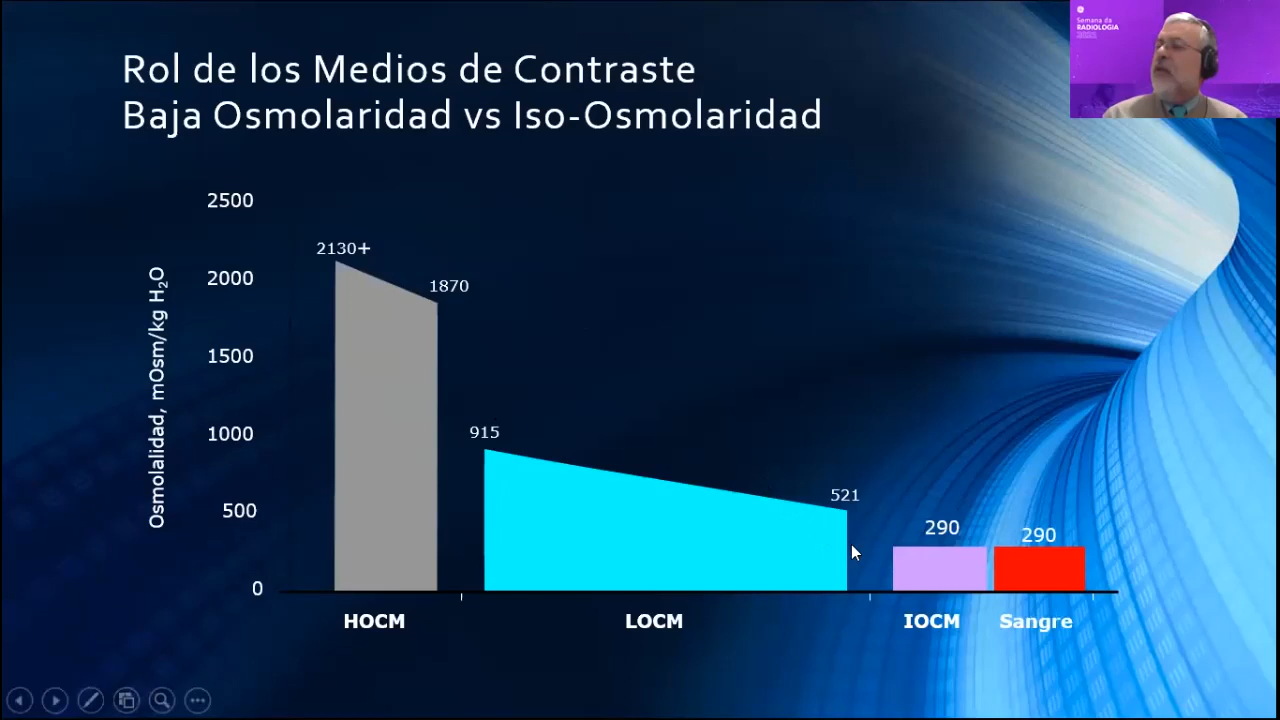 Rol de los Medios de Contraste
Baja Osmolaridad vs Iso-Osmolaridad
Semana da
RADIOLOGIA
Osmolalidad, mOsm/kg H₂O
2500
2000
1500
1000
500
0
2130+
1870
915
521
290
290
HOCM
LOCM
IOCM
Sangre